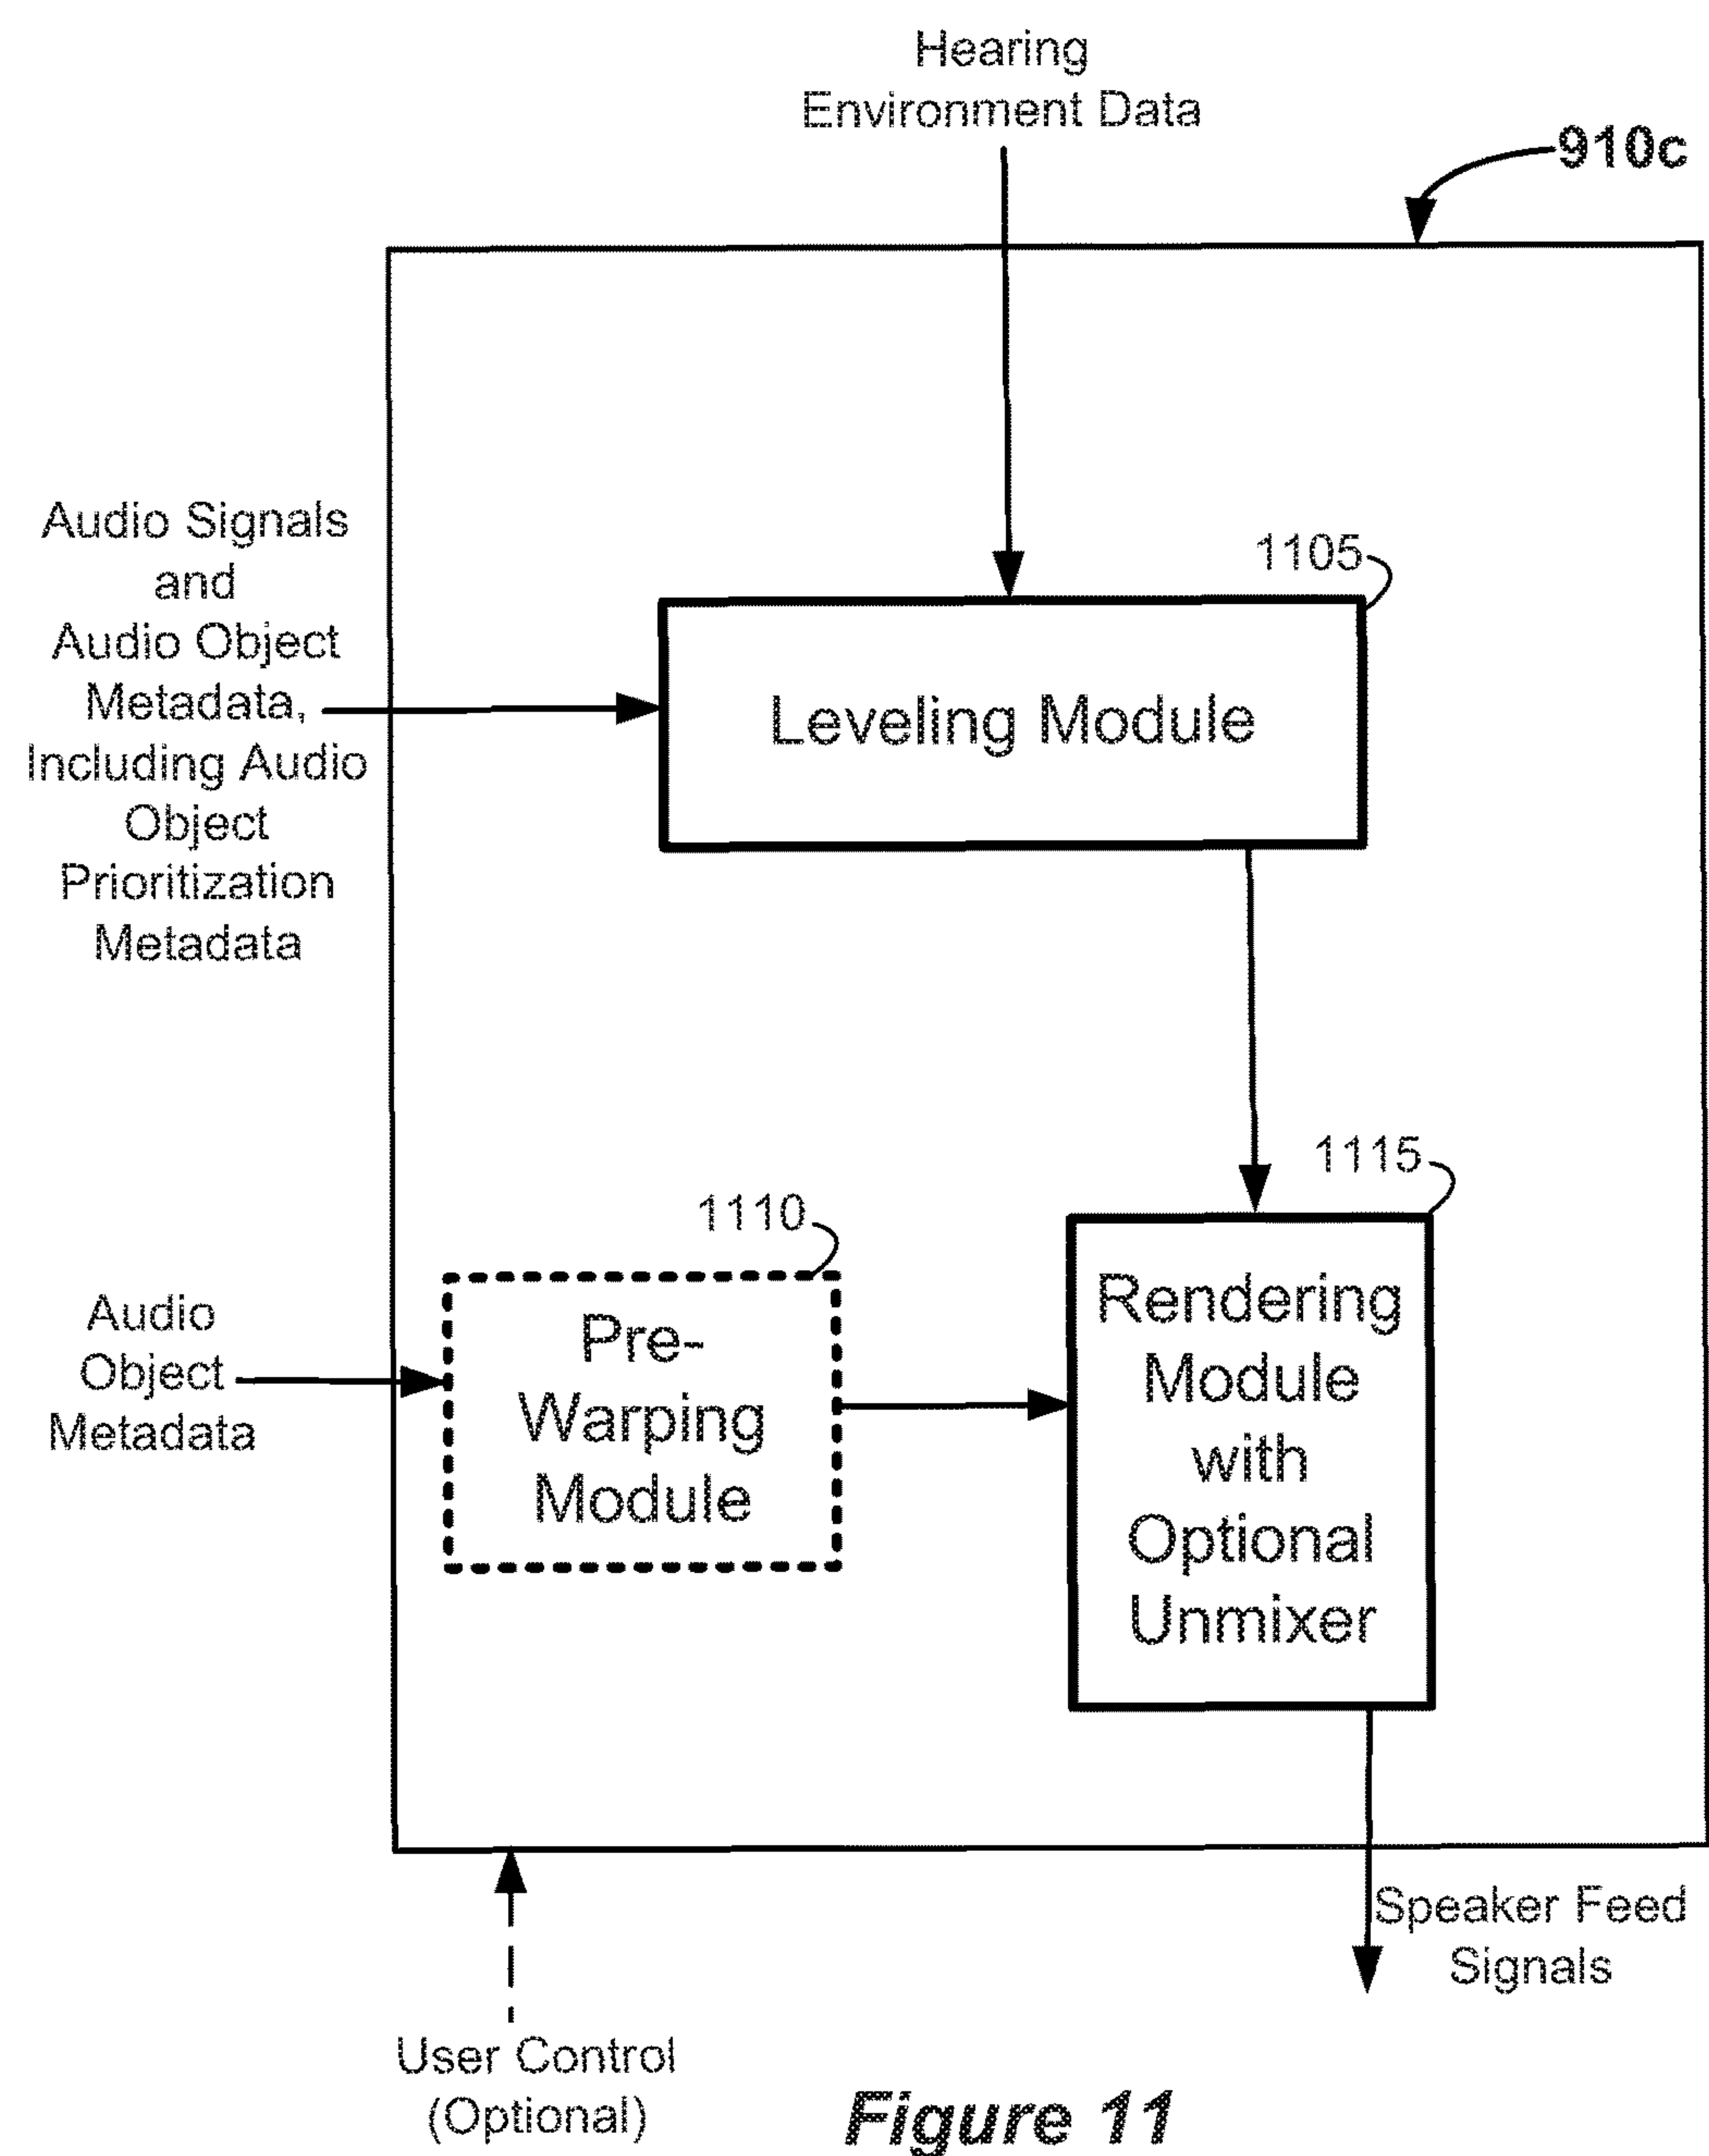 Hearing
Environment Data
910c
Audio Signals
and
Audio Object
Metadata,
Including Audio
Object
Prioritization
Metadata
1105
Leveling Module
1115
1110
Audio
Object
Metadata
Pre-
Warping
Module
Rendering
Module
with
Optional
Unmixer
Speaker Feed
Signals
User Control
(Optional)
Figure 11